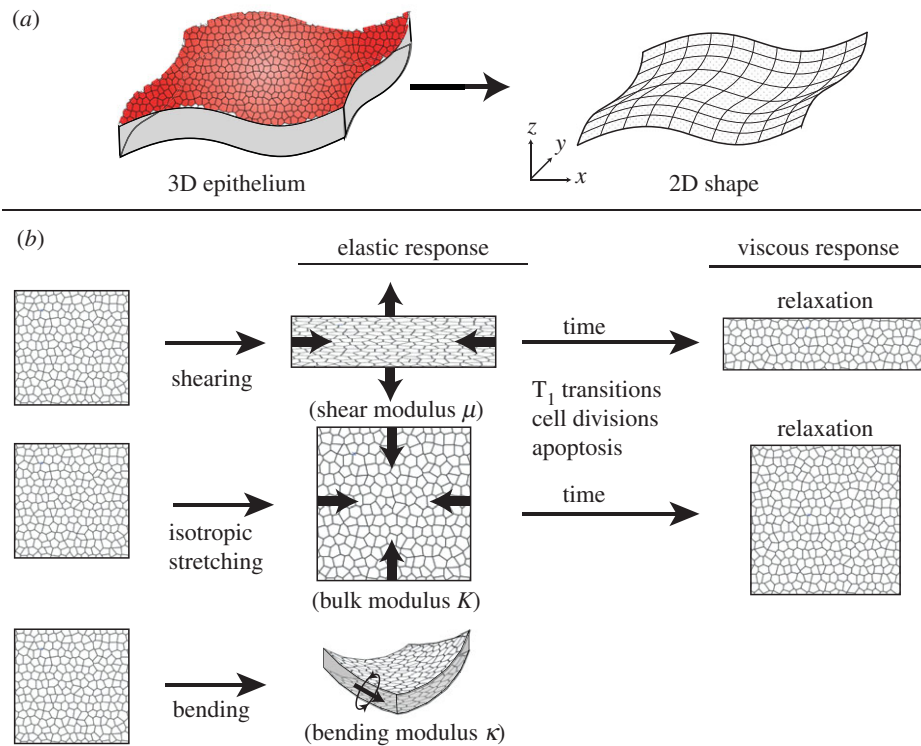 (a)
z
y
x
3D epithelium
2D shape
(b)
elastic response
viscous response
relaxation
shearing
time
(shear modulus μ)
T1 transitions
cell divisions
apoptosis
relaxation
isotropic
stretching
time
(bulk modulus K)
bending
(bending modulus κ)